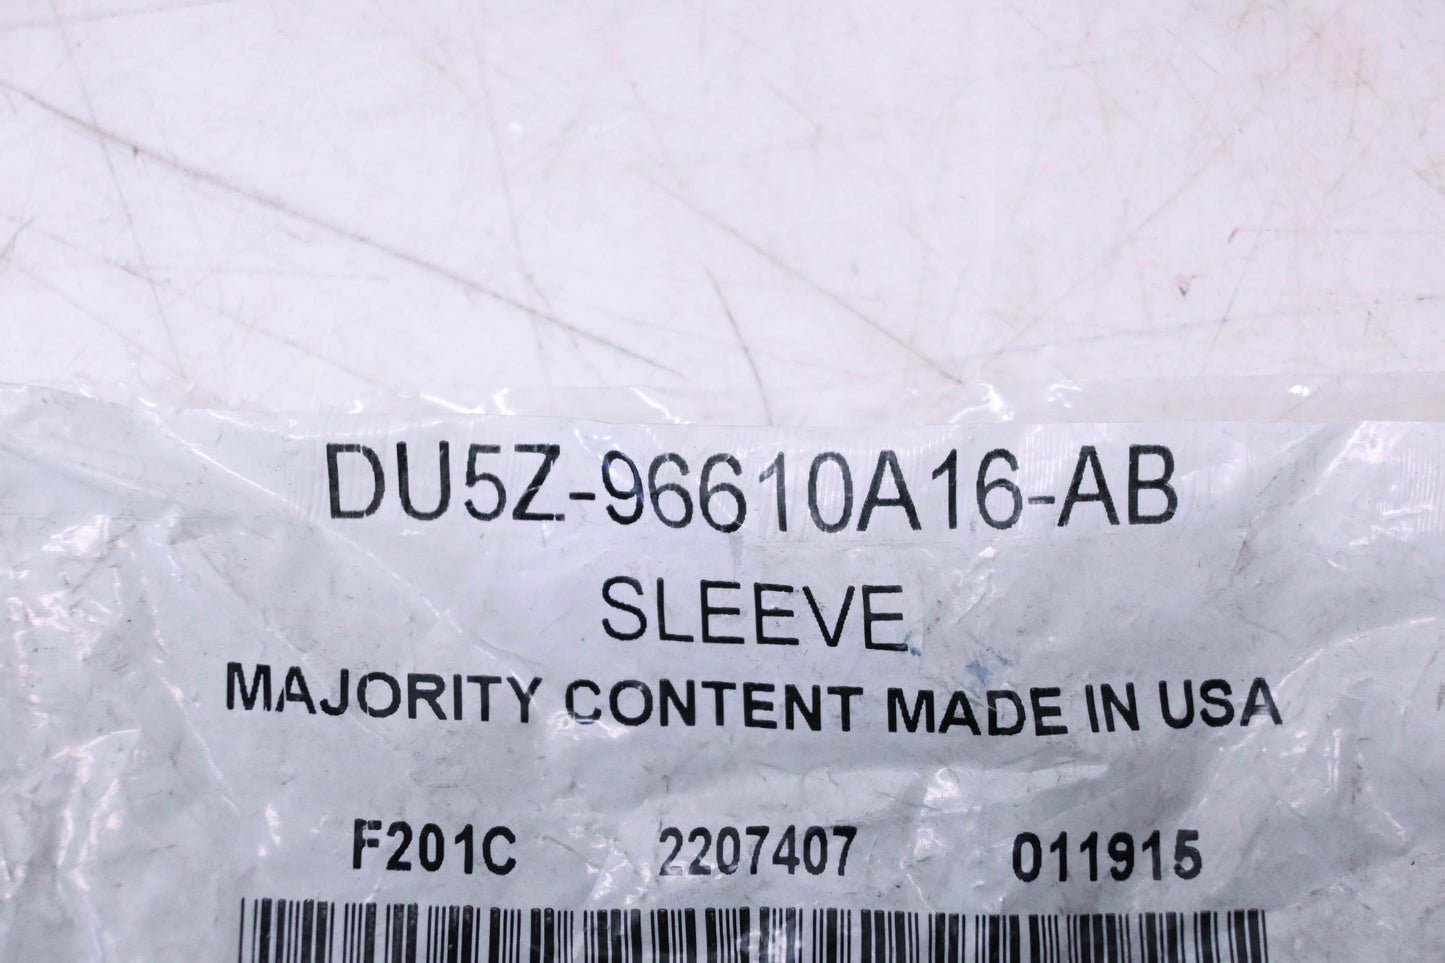 DU5Z-96610A16-AB
SLEEVE
MAJORITY CONTENT MADE IN USA
F201C 2207407 011915